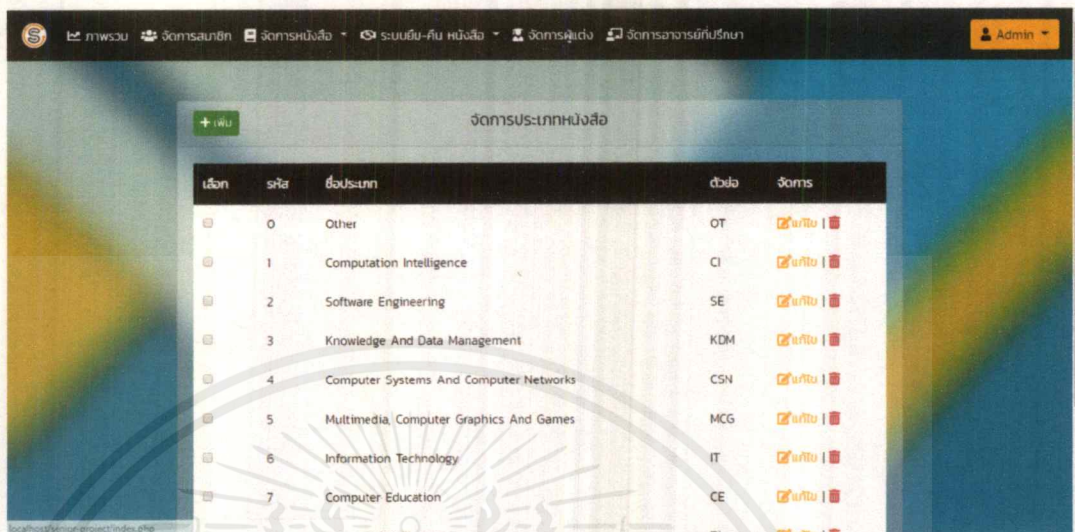 ภาพรวม จัดการสมาชิก จัดการหนังสือ ระบบยืม-คืน หนังสือ จัดการผู้แต่ง จัดการอาจารย์ที่ปรึกษา Admin
+ เพิ่ม จัดการประเภทหนังสือ
เลือก รหัส ชื่อประเภท ตัวย่อ จัดการ
0 Other OT แก้ไข |
1 Computation Intelligence CI แก้ไข |
2 Software Engineering SE แก้ไข |
3 Knowledge And Data Management KDM แก้ไข |
4 Computer Systems And Computer Networks CSN แก้ไข |
5 Multimedia, Computer Graphics And Games MCG แก้ไข |
6 Information Technology IT แก้ไข |
7 Computer Education CE แก้ไข |
localhost/senior-project/index.php